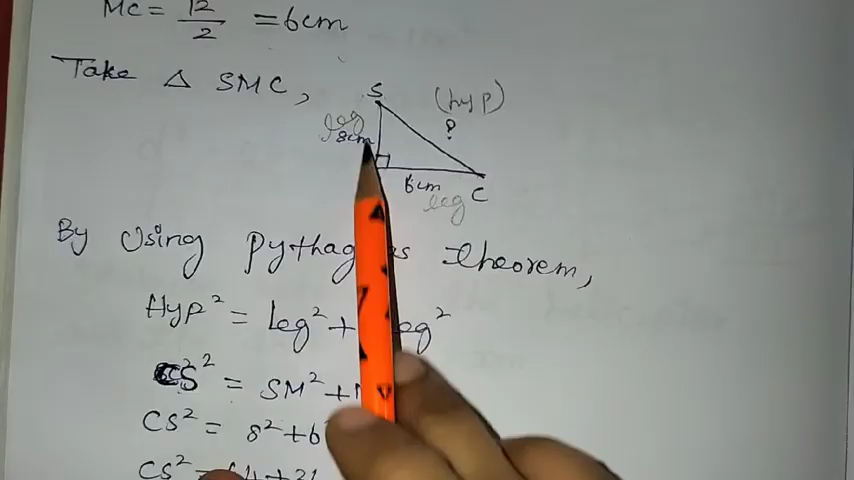 MC = 12/2 = 6cm
Take Δ SMC,
S
(hyp)
leg
8cm
?
6cm
leg C
By Using Pythag s theorem,
Hyp² = Leg² + eg²
CS² = SM² +
CS² = 8² + 6
CS² =